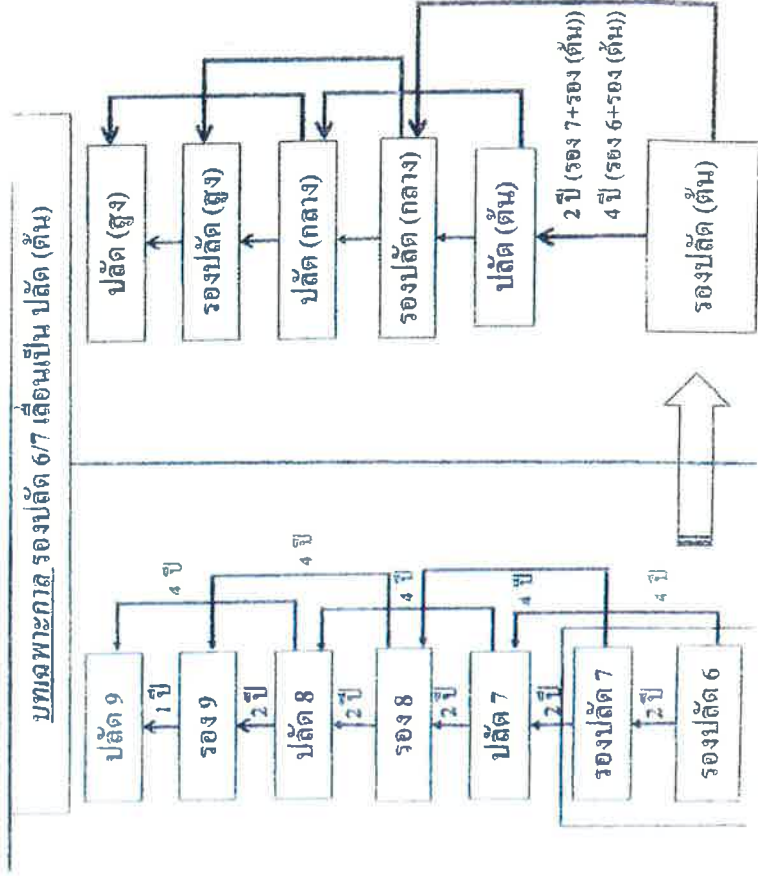 บทเฉพาะกาล รองปลัด 6/7 เลื่อนเป็น ปลัด (ต้น)
ปลัด 9
1 ปี
4 ปี
รอง 9
2 ปี
4 ปี
ปลัด 8
2 ปี
4 ปี
รอง 8
2 ปี
4 ปี
ปลัด 7
2 ปี
4 ปี
รองปลัด 7
2 ปี
รองปลัด 6
ปลัด (สูง)
รองปลัด (สูง)
ปลัด (กลาง)
รองปลัด (กลาง)
ปลัด (ต้น)
2 ปี (รอง 7+รอง (ต้น))
4 ปี (รอง 6+รอง (ต้น))
รองปลัด (ต้น)